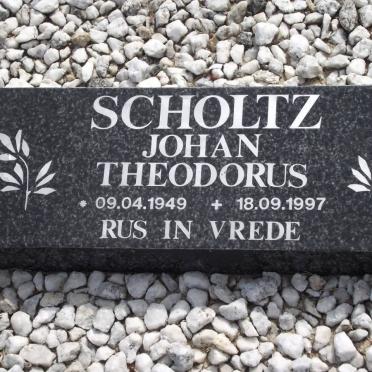 SCHOLTZ
JOHAN
THEODORUS
* 09.04.1949 + 18.09.1997
RUS IN VREDE